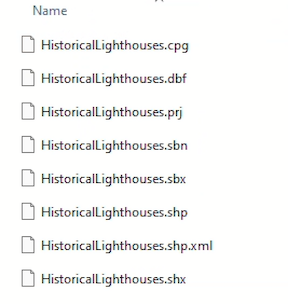 Name
HistoricalLighthouses.cpg
HistoricalLighthouses.dbf
HistoricalLighthouses.prj
HistoricalLighthouses.sbn
HistoricalLighthouses.sbx
HistoricalLighthouses.shp
HistoricalLighthouses.shp.xml
HistoricalLighthouses.shx